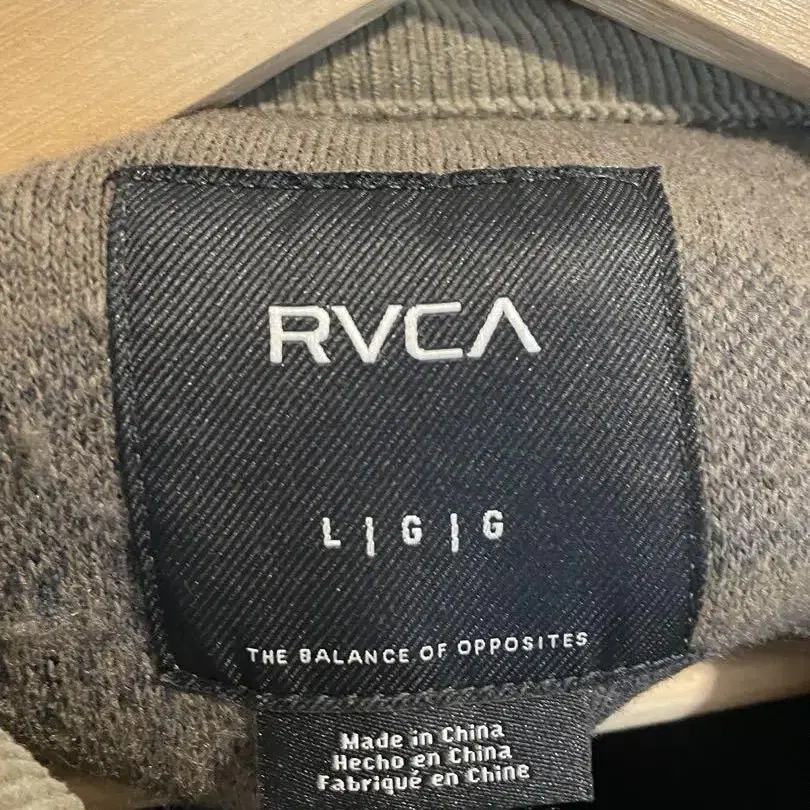 RVCA
L | G | G
THE BALANCE OF OPPOSITES
Made in China
Hecho en China
Fabriqué en Chine